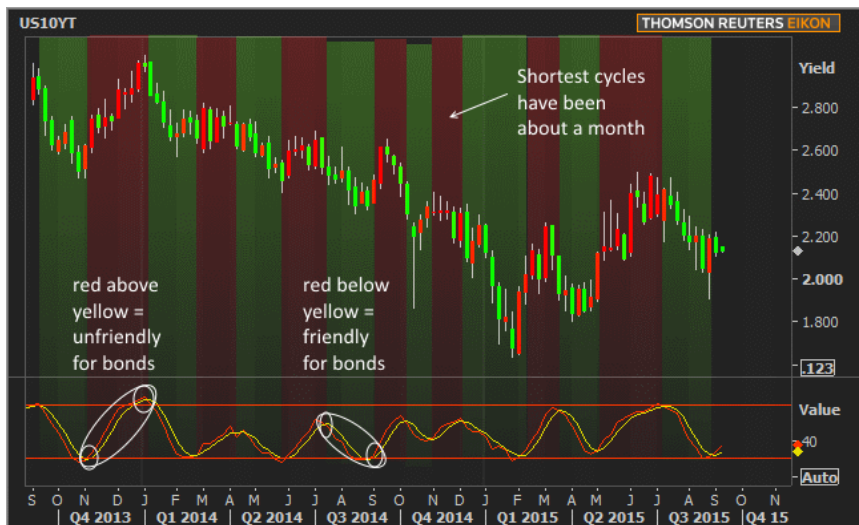 US10YT
THOMSON REUTERS EIKON
Yield
Shortest cycles
have been
about a month
2.800
2.600
2.400
2.200
2.000
1.800
.123
red above
yellow =
unfriendly
for bonds
red below
yellow =
friendly
for bonds
Value
40
Auto
S O N D J F M A M J J A S O N D J F M A M J J A S O N
Q4 2013 Q1 2014 Q2 2014 Q3 2014 Q4 2014 Q1 2015 Q2 2015 Q3 2015 Q4 15